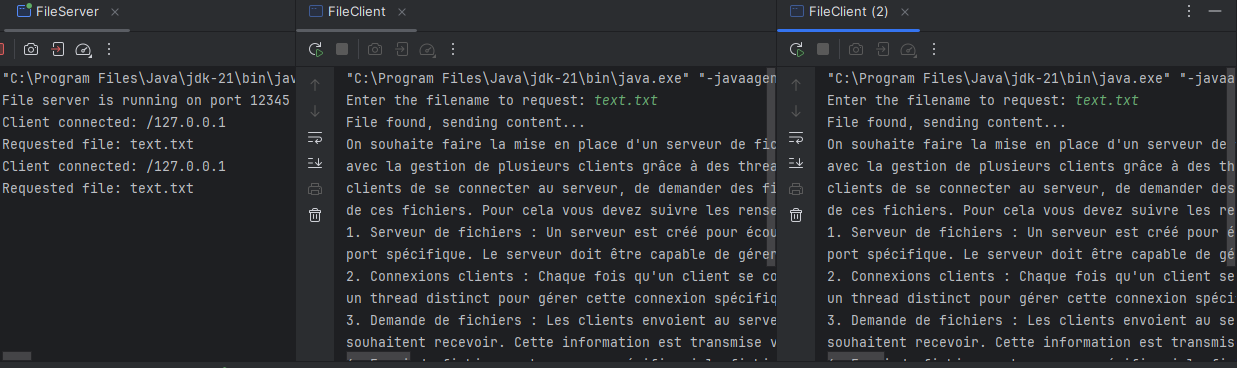 FileServer
"C:\Program Files\Java\jdk-21\bin\jav
File server is running on port 12345
Client connected: /127.0.0.1
Requested file: text.txt
Client connected: /127.0.0.1
Requested file: text.txt
FileClient
"C:\Program Files\Java\jdk-21\bin\java.exe" "-javaagen
Enter the filename to request: text.txt
File found, sending content...
On souhaite faire la mise en place d'un serveur de fic
avec la gestion de plusieurs clients grâce à des threa
clients de se connecter au serveur, de demander des fi
de ces fichiers. Pour cela vous devez suivre les rense
1. Serveur de fichiers : Un serveur est créé pour écou
port spécifique. Le serveur doit être capable de gérer
2. Connexions clients : Chaque fois qu'un client se co
un thread distinct pour gérer cette connexion spécifiq
3. Demande de fichiers : Les clients envoient au serve
souhaitent recevoir. Cette information est transmise v
FileClient (2)
"C:\Program Files\Java\jdk-21\bin\java.exe" "-javaa
Enter the filename to request: text.txt
File found, sending content...
On souhaite faire la mise en place d'un serveur de
avec la gestion de plusieurs clients grâce à des th
clients de se connecter au serveur, de demander des
de ces fichiers. Pour cela vous devez suivre les re
1. Serveur de fichiers : Un serveur est créé pour é
port spécifique. Le serveur doit être capable de gé
2. Connexions clients : Chaque fois qu'un client se
un thread distinct pour gérer cette connexion spéci
3. Demande de fichiers : Les clients envoient au se
souhaitent recevoir. Cette information est transmis